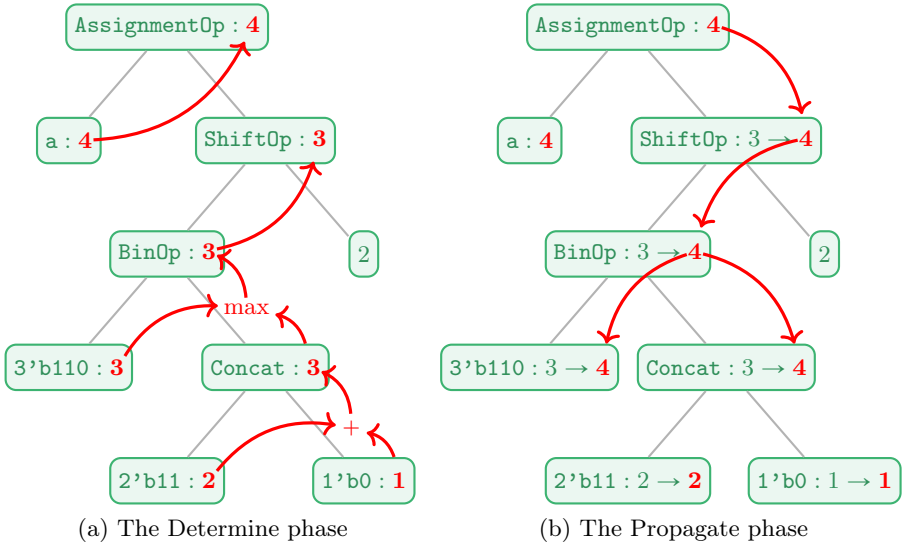 AssignmentOp : 4
a : 4
ShiftOp : 3
BinOp : 3
2
max
3'b110 : 3
Concat : 3
+
2'b11 : 2
1'b0 : 1
(a) The Determine phase
AssignmentOp : 4
a : 4
ShiftOp : 3 → 4
BinOp : 3 → 4
2
3'b110 : 3 → 4
Concat : 3 → 4
2'b11 : 2 → 2
1'b0 : 1 → 1
(b) The Propagate phase